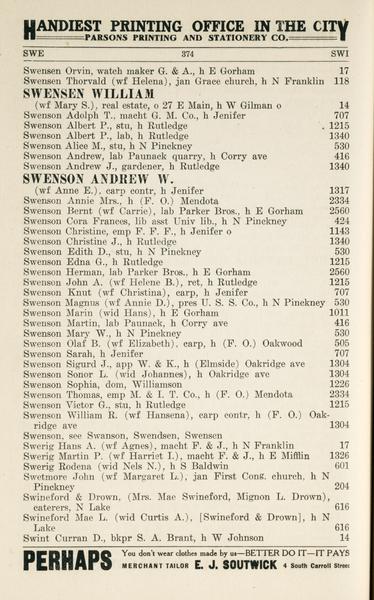 HANDIEST PRINTING OFFICE IN THE CITY
PARSONS PRINTING AND STATIONERY CO.
SWE 374 SWI
Swensen Orvin, watch maker G. & A., h E Gorham 17
Swensen Thorvald (wf Helena), jan Grace church, h N Franklin 118
SWENSEN WILLIAM
(wf Mary S.), real estate, o 27 E Main, h W Gilman o 14
Swenson Adolph T., macht G. M. Co., h Jenifer 707
Swenson Albert P., stu, h Rutledge 1215
Swenson Albert P., lab, h Rutledge 1340
Swenson Alice M., stu, h N Pinckney 530
Swenson Andrew, lab Paunack quarry, h Corry ave 416
Swenson Andrew J., gardener, h Rutledge 1340
SWENSON ANDREW W.
(wf Anne E.), carp contr, h Jenifer 1317
Swenson Annie Mrs., h (F. O.) Mendota 2334
Swenson Bernt (wf Carrie), lab Parker Bros., h E Gorham 2560
Swenson Cora Frances, lib asst Univ lib., h N Pinckney 424
Swenson Christine, emp F. F. F., h Jenifer o 1143
Swenson Christine J., h Rutledge 1340
Swenson Edith D., stu, h N Pinckney 530
Swenson Edna G., h Rutledge 1215
Swenson Herman, lab Parker Bros., h E Gorham 2560
Swenson John A. (wf Helene B.), ret, h Rutledge 1215
Swenson Knut (wf Christina), carp, h Jenifer 707
Swenson Magnus (wf Annie D.), pres U. S. S. Co., h N Pinckney 530
Swenson Marin (wid Hans), h E Gorham 1011
Swenson Martin, lab Paunack, h Corry ave 416
Swenson Mary W., h N Pinckney 530
Swenson Olaf B. (wf Elizabeth), carp, h (F. O.) Oakwood 505
Swenson Sarah, h Jenifer 707
Swenson Sigurd J., app W. & K., h (Elmside) Oakridge ave 1304
Swenson Sonor L. (wid Johannes), h Oakridge ave 1304
Swenson Sophia, dom, Williamson 1226
Swenson Thomas, emp M. & I. T. Co., h (F. O.) Mendota 2334
Swenson Victor G., stu, h Rutledge 1215
Swenson William R. (wf Hansena), carp contr, h (F. O.) Oak-
ridge ave 1304
Swenson, see Swanson, Swendsen, Swensen
Swerig Hans A. (wf Agnes), macht F. & J., h N Franklin 17
Swerig Martin P. (wf Harriet I.), macht F. & J., h E Mifflin 1326
Swerig Rodena (wid Nels N.), h S Baldwin 601
Swetmore John (wf Margaret L.), jan First Cong. church, h N
Pinckney 204
Swineford & Drown, (Mrs. Mae Swineford, Mignon L. Drown),
caterers, N Lake 616
Swineford Mae L. (wid Curtis A.), [Swineford & Drown], h N
Lake 616
Swint Curran D., bkpr S. A. Brant, h W Johnson 14
PERHAPS You don't wear clothes made by us—BETTER DO IT—IT PAYS
MERCHANT TAILOR E. J. SOUTWICK 4 South Carroll Street